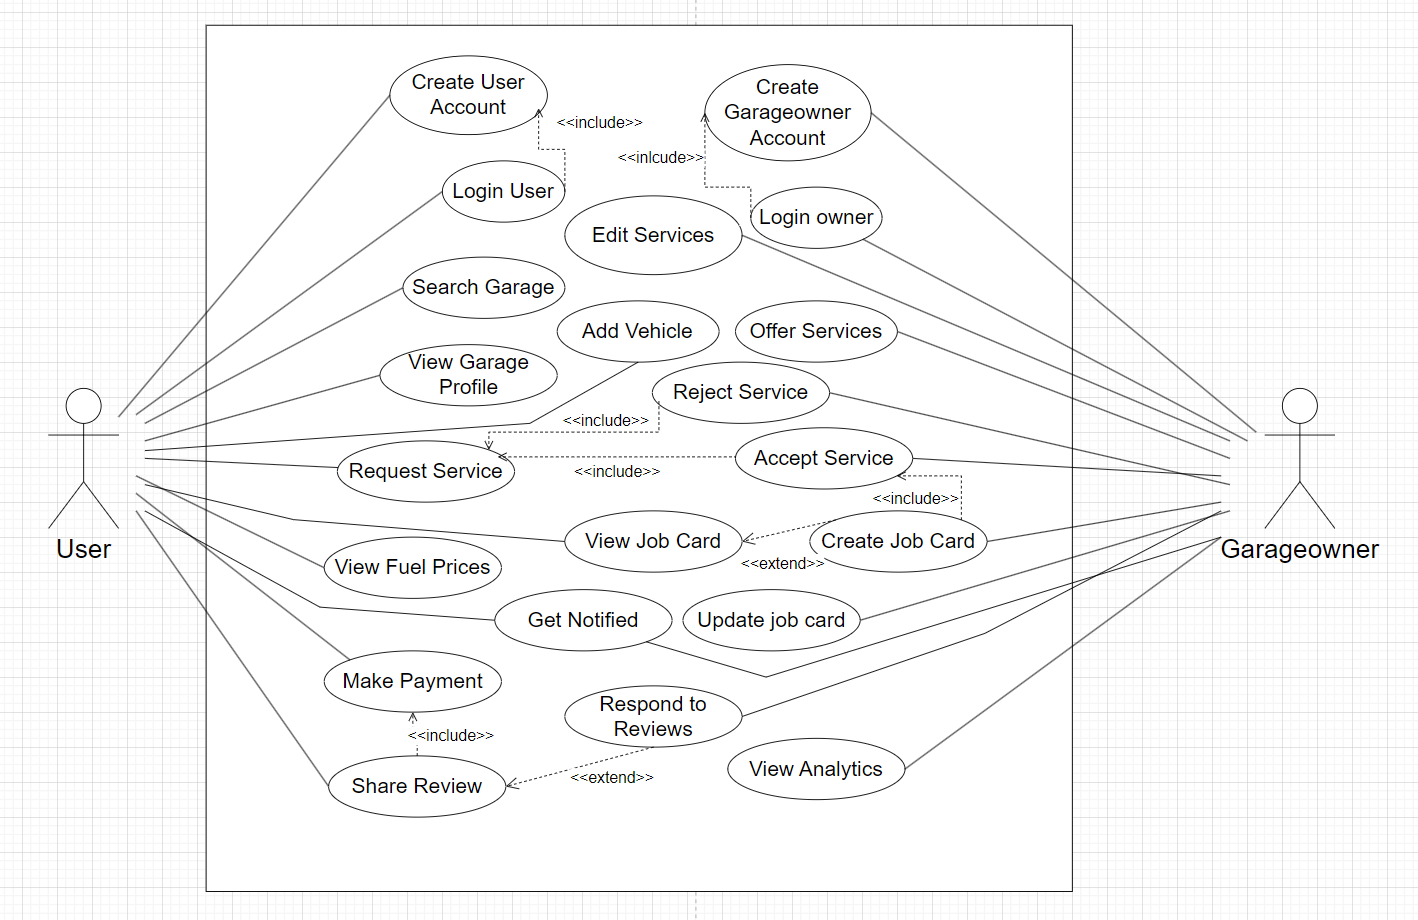 Create User
Account
Create
Garageowner
Account
<<include>>
<<inlcude>>
Login User
Login owner
Edit Services
Search Garage
Add Vehicle
Offer Services
View Garage
Profile
Reject Service
<<include>>
Request Service
<<include>>
Accept Service
<<include>>
View Job Card
Create Job Card
<<extend>>
User
Garageowner
View Fuel Prices
Get Notified
Update job card
Make Payment
Respond to
Reviews
<<include>>
Share Review
<<extend>>
View Analytics